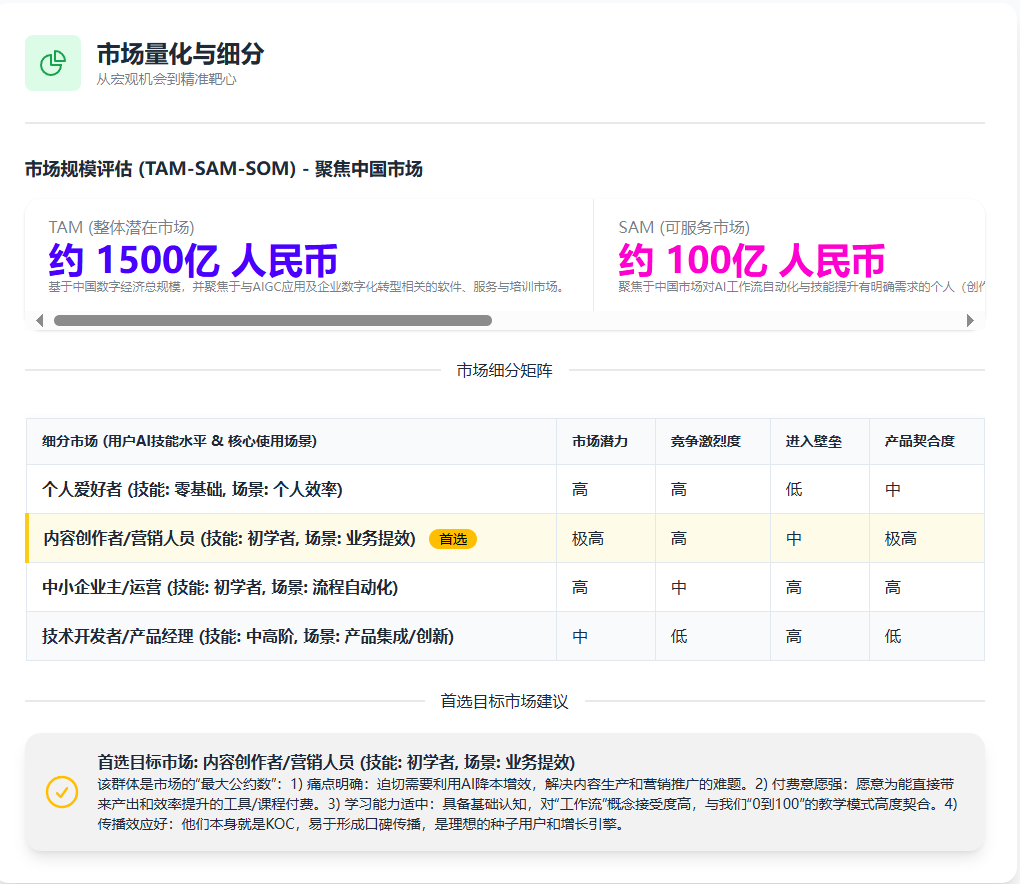 市场量化与细分
从宏观机会到精准靶心
市场规模评估 (TAM-SAM-SOM) - 聚焦中国市场
TAM (整体潜在市场)
约 1500亿 人民币
基于中国数字经济总规模，并聚焦于与AIGC应用及企业数字化转型相关的软件、服务与培训市场。
SAM (可服务市场)
约 100亿 人民币
聚焦于中国市场对AI工作流自动化与技能提升有明确需求的个人（创作
市场细分矩阵
细分市场 (用户AI技能水平 & 核心使用场景) 市场潜力 竞争激烈度 进入壁垒 产品契合度
个人爱好者 (技能: 零基础, 场景: 个人效率) 高 高 低 中
内容创作者/营销人员 (技能: 初学者, 场景: 业务提效) 首选 极高 高 中 极高
中小企业主/运营 (技能: 初学者, 场景: 流程自动化) 高 中 高 高
技术开发者/产品经理 (技能: 中高阶, 场景: 产品集成/创新) 中 低 高 低
首选目标市场建议
首选目标市场: 内容创作者/营销人员 (技能: 初学者, 场景: 业务提效)
该群体是市场的“最大公约数”：1) 痛点明确：迫切需要利用AI降本增效，解决内容生产和营销推广的难题。2) 付费意愿强：愿意为能直接带
来产出和效率提升的工具/课程付费。3) 学习能力适中：具备基础认知，对“工作流”概念接受度高，与我们“0到100”的教学模式高度契合。4)
传播效应好：他们本身就是KOC，易于形成口碑传播，是理想的种子用户和增长引擎。